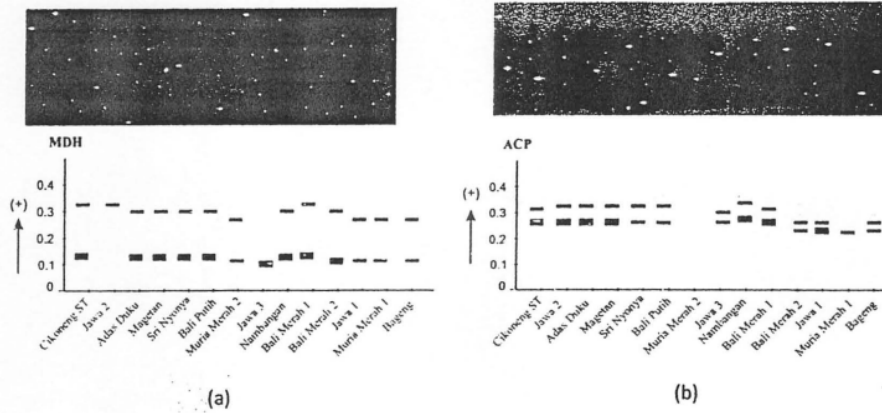 MDH
0.4
(+)
0.3
0.2
0.1
0
Cikoneng ST
Jawa 2
Adas Duku
Magetan
Sri Nyonya
Bali Putih
Muria Merah 2
Jawa 3
Nambangan
Bali Merah 1
Bali Merah 2
Jawa 1
Muria Merah 1
Bageng
(a)
ACP
0.4
(+)
0.3
0.2
0.1
0
Cikoneng ST
Jawa 2
Adas Duku
Magetan
Sri Nyonya
Bali Putih
Muria Merah 2
Jawa 3
Nambangan
Bali Merah 1
Bali Merah 2
Jawa 1
Muria Merah 1
Bageng
(b)